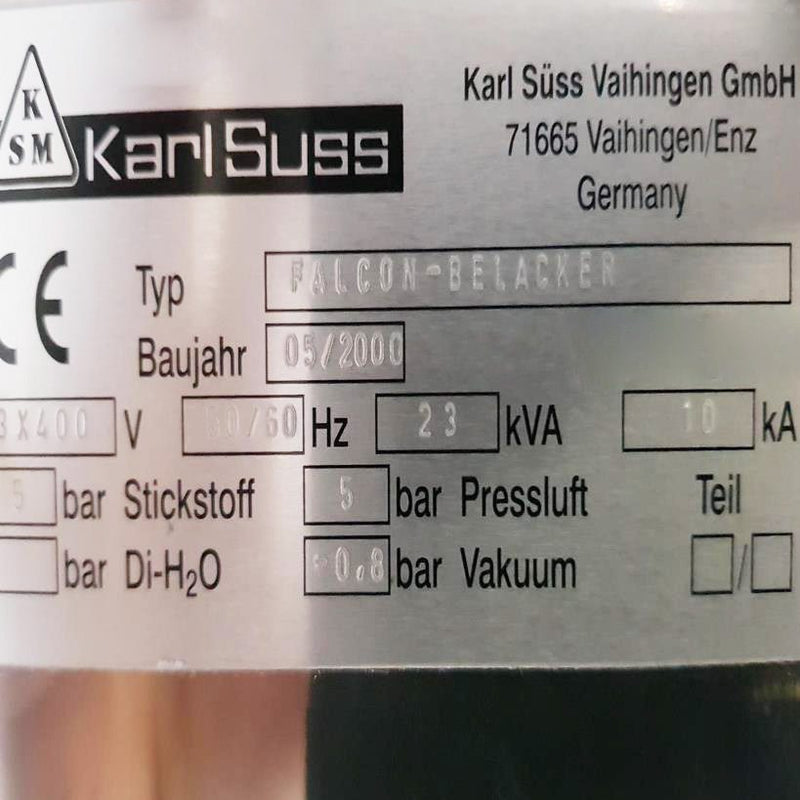 K
SM
Karl Suss
Karl Süss Vaihingen GmbH
71665 Vaihingen/Enz
Germany
CE
Typ FALCON-BELACKER
Baujahr 05/2000
3X400 V 50/60 Hz 23 kVA 10 kA
5 bar Stickstoff 5 bar Pressluft Teil
bar Di-H₂O -0.8 bar Vakuum /